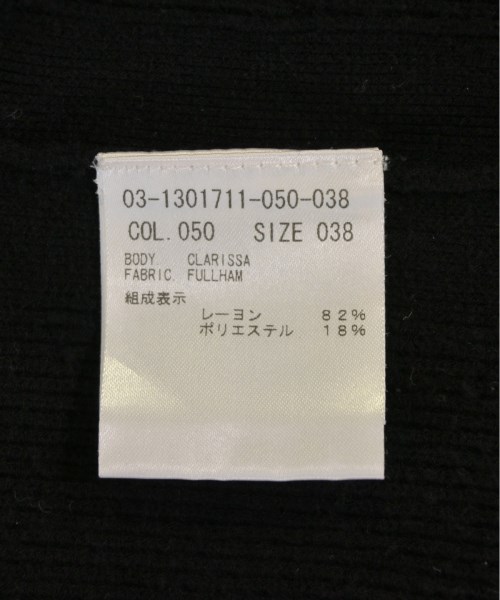 03-1301711-050-038
COL. 050 SIZE 038
BODY CLARISSA
FABRIC. FULLHAM
組成表示
レーヨン 82%
ポリエステル 18%